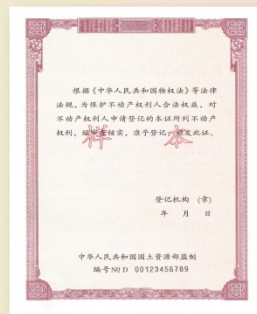 根据《中华人民共和国物权法》等法律
法规，为保护不动产权利人合法权益，对
不动产权利人申请登记的本证所列不动产
权利，经审查核实，准予登记，颁发此证。
样本
登记机构 (章)
年 月 日
中华人民共和国国土资源部监制
编号 № D 00123456789